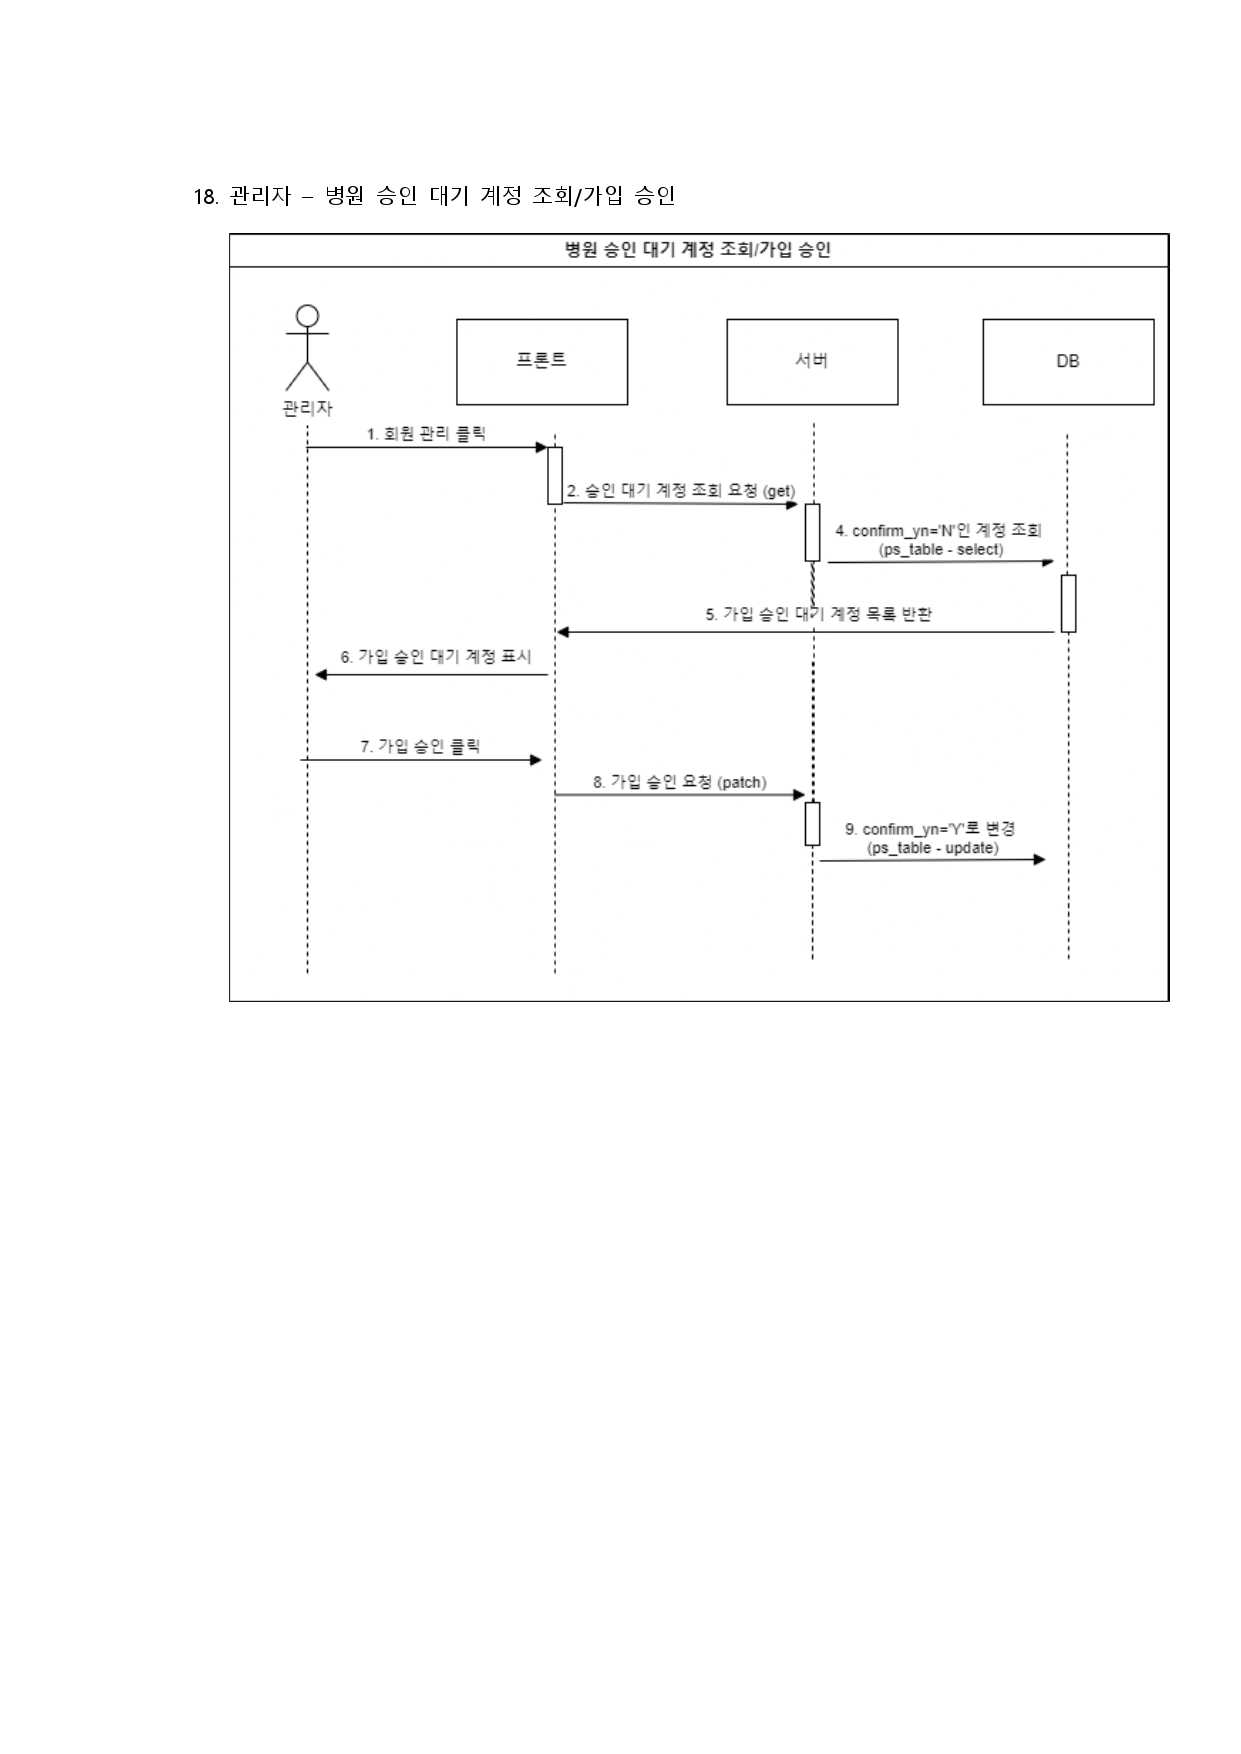 18. 관리자 – 병원 승인 대기 계정 조회/가입 승인
병원 승인 대기 계정 조회/가입 승인
프론트
서버
DB
관리자
1. 회원 관리 클릭
2. 승인 대기 계정 조회 요청 (get)
4. confirm_yn='N'인 계정 조회
(ps_table - select)
5. 가입 승인 대기 계정 목록 반환
6. 가입 승인 대기 계정 표시
7. 가입 승인 클릭
8. 가입 승인 요청 (patch)
9. confirm_yn='Y'로 변경
(ps_table - update)